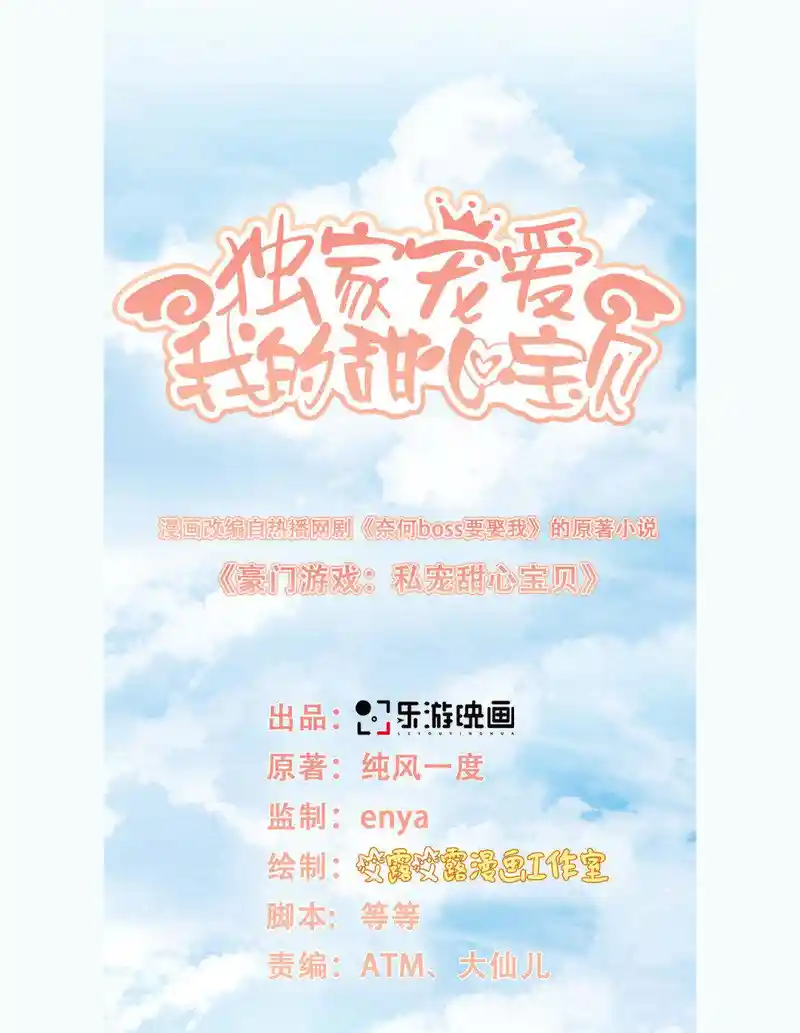 独家宠爱
我的甜心宝贝
漫画改编自热播网剧《奈何boss要娶我》的原著小说
《豪门游戏:私宠甜心宝贝》
出品:乐游映画
LEYOUYINGHUA
原著:纯风一度
监制:enya
绘制:咬露咬露漫画工作室
脚本:等等
责编:ATM、大仙儿